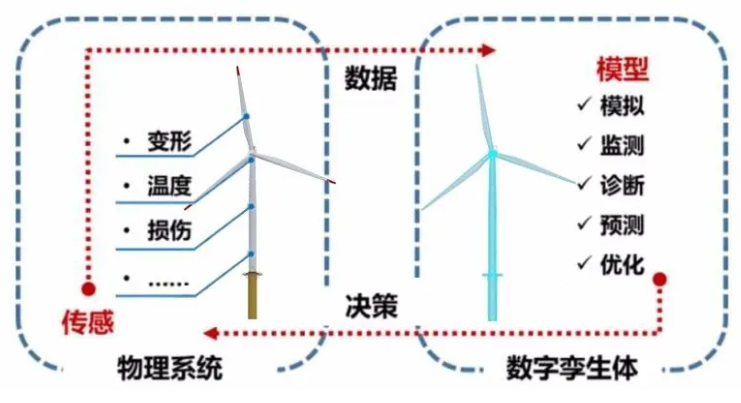 数据
模型
变形
温度
损伤
……
模拟
监测
诊断
预测
优化
传感
决策
物理系统
数字孪生体